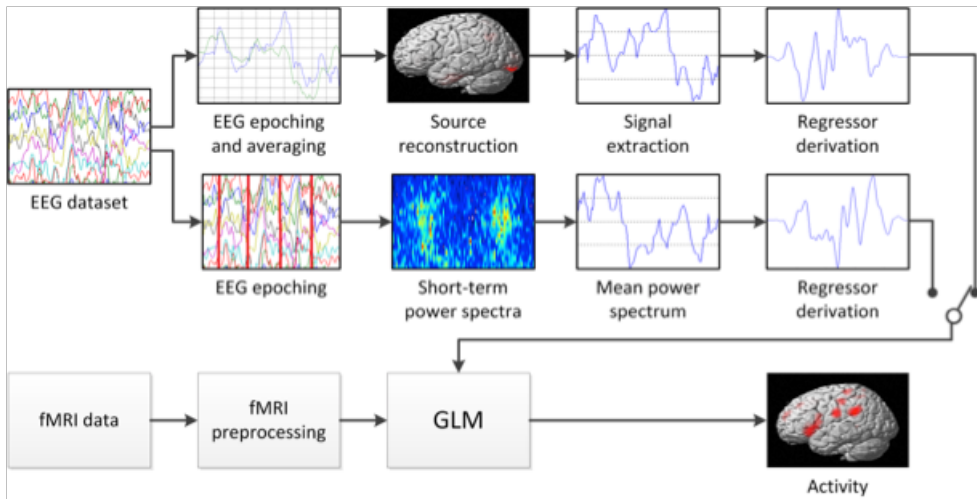 EEG dataset
EEG epoching
and averaging
Source
reconstruction
Signal
extraction
Regressor
derivation
EEG epoching
Short-term
power spectra
Mean power
spectrum
Regressor
derivation
fMRI data
fMRI
preprocessing
GLM
Activity